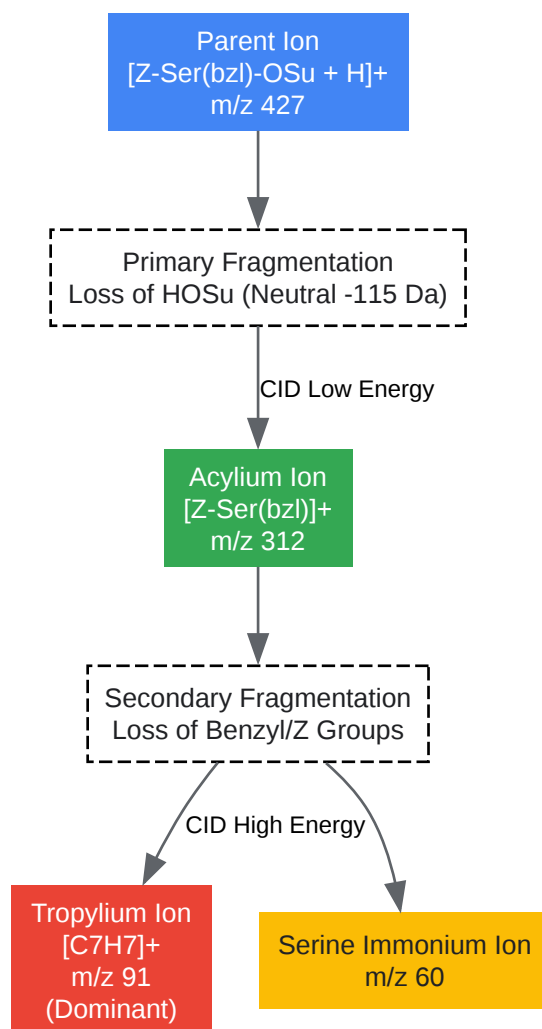 Parent Ion
[Z-Ser(bzl)-OSu + H]+
m/z 427
Primary Fragmentation
Loss of HOSu (Neutral -115 Da)
CID Low Energy
Acylium Ion
[Z-Ser(bzl)]+
m/z 312
Secondary Fragmentation
Loss of Benzyl/Z Groups
CID High Energy
Tropylium Ion
[C7H7]+
m/z 91
(Dominant)
Serine Immonium Ion
m/z 60